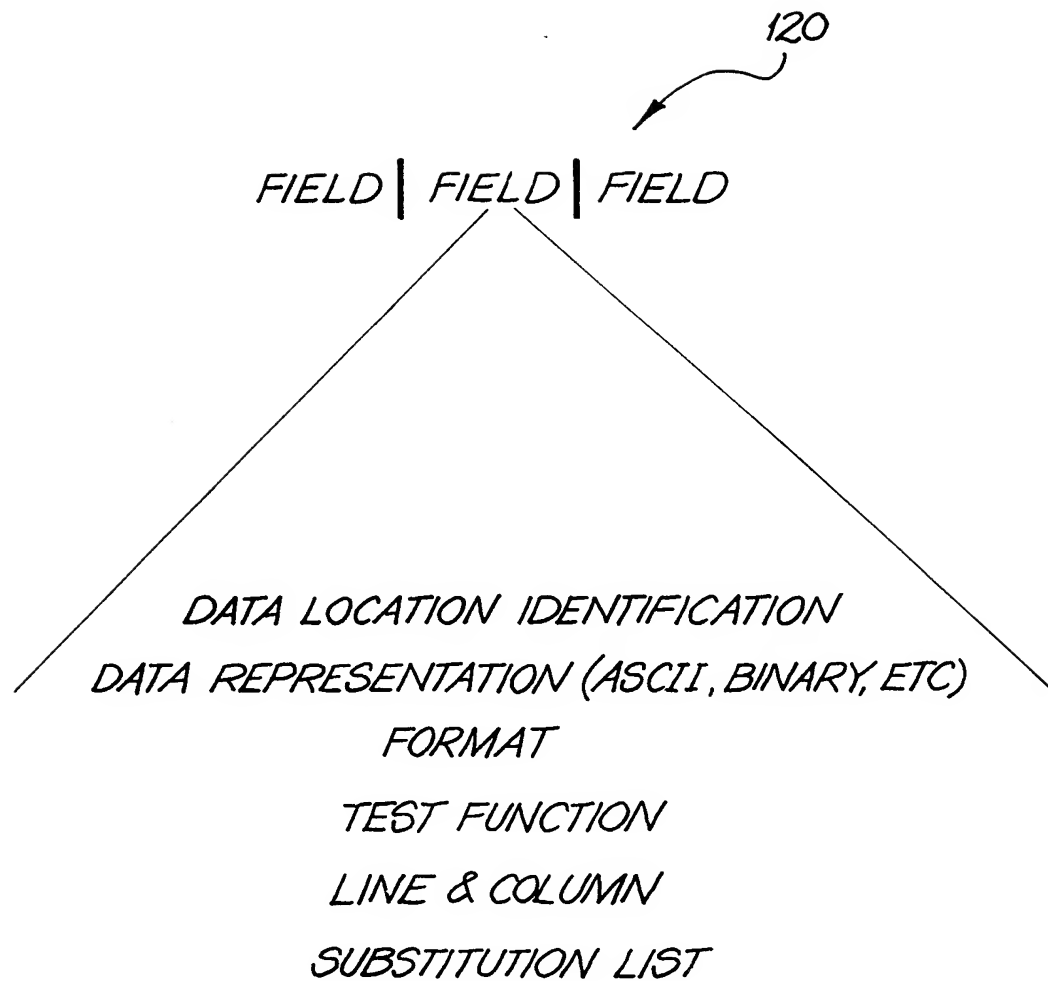 120
FIELD | FIELD | FIELD
DATA LOCATION IDENTIFICATION
DATA REPRESENTATION (ASCII, BINARY, ETC)
FORMAT
TEST FUNCTION
LINE & COLUMN
SUBSTITUTION LIST